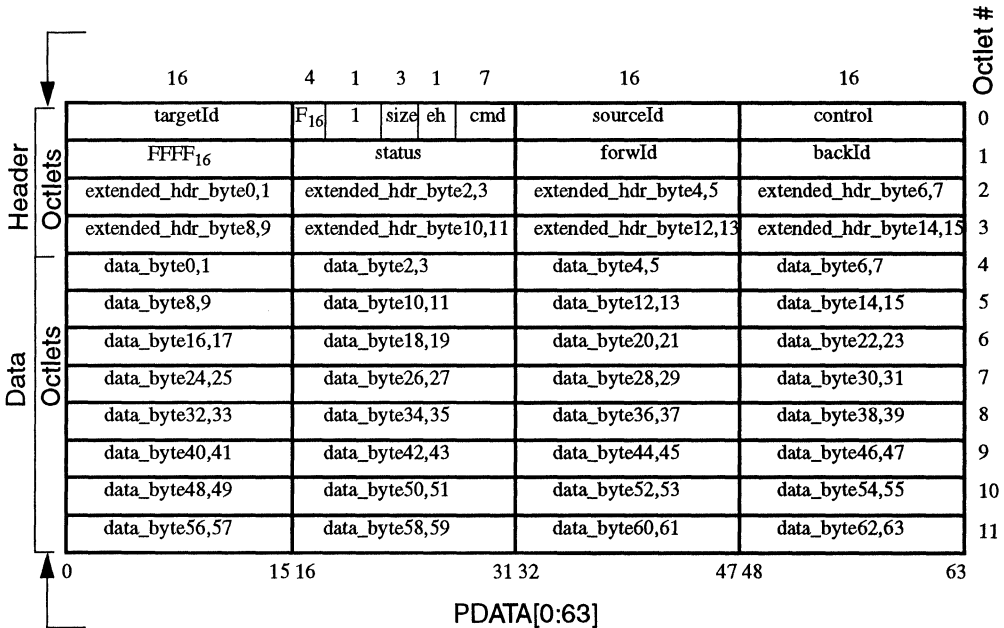 Octlet #
16 4 1 3 1 7 16 16
targetId F16 1 size eh cmd sourceId control 0
FFFF16 status forwId backId 1
extended_hdr_byte0,1 extended_hdr_byte2,3 extended_hdr_byte4,5 extended_hdr_byte6,7 2
extended_hdr_byte8,9 extended_hdr_byte10,11 extended_hdr_byte12,13 extended_hdr_byte14,15 3
Header
Octlets
data_byte0,1 data_byte2,3 data_byte4,5 data_byte6,7 4
data_byte8,9 data_byte10,11 data_byte12,13 data_byte14,15 5
data_byte16,17 data_byte18,19 data_byte20,21 data_byte22,23 6
data_byte24,25 data_byte26,27 data_byte28,29 data_byte30,31 7
data_byte32,33 data_byte34,35 data_byte36,37 data_byte38,39 8
data_byte40,41 data_byte42,43 data_byte44,45 data_byte46,47 9
data_byte48,49 data_byte50,51 data_byte52,53 data_byte54,55 10
data_byte56,57 data_byte58,59 data_byte60,61 data_byte62,63 11
Data
Octlets
0 15 16 31 32 47 48 63
PDATA[0:63]